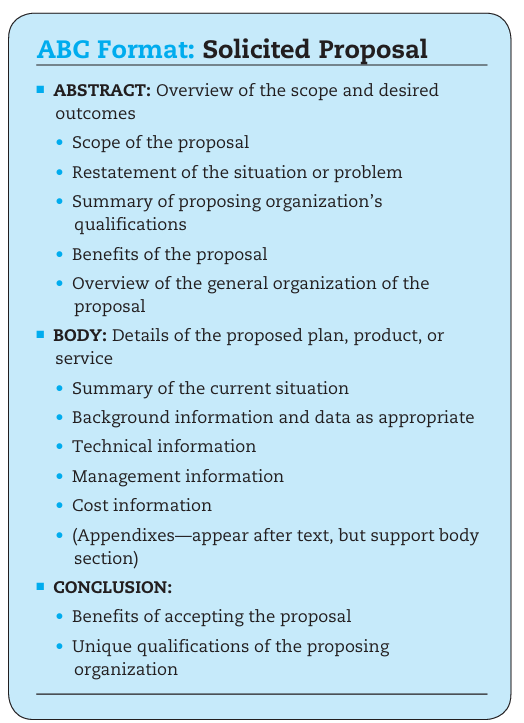 ABC Format: Solicited Proposal
■ ABSTRACT: Overview of the scope and desired
outcomes
• Scope of the proposal
• Restatement of the situation or problem
• Summary of proposing organization's
qualifications
• Benefits of the proposal
• Overview of the general organization of the
proposal
■ BODY: Details of the proposed plan, product, or
service
• Summary of the current situation
• Background information and data as appropriate
• Technical information
• Management information
• Cost information
• (Appendixes—appear after text, but support body
section)
■ CONCLUSION:
• Benefits of accepting the proposal
• Unique qualifications of the proposing
organization